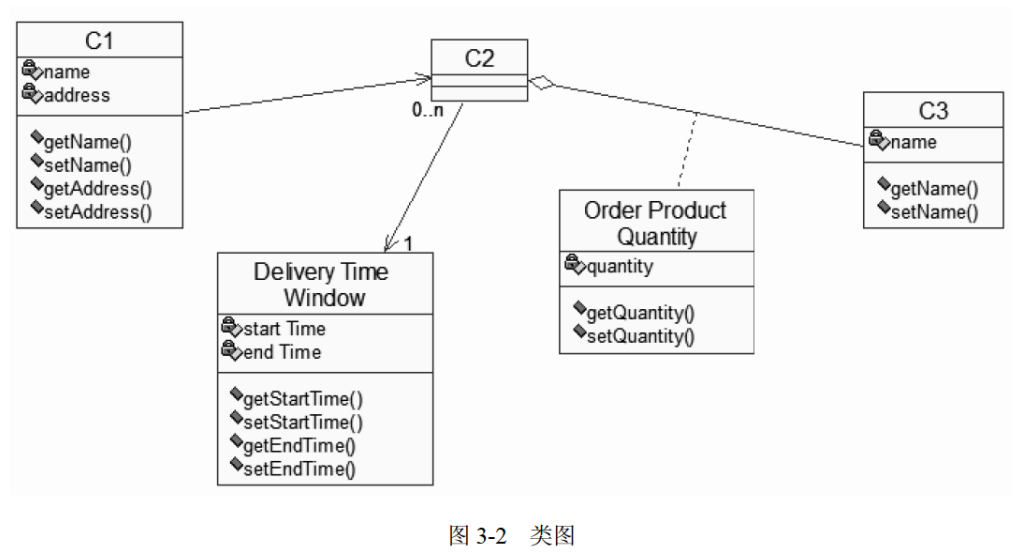 C1
name
address
getName()
setName()
getAddress()
setAddress()
C2
0..n
C3
name
getName()
setName()
Order Product
Quantity
quantity
getQuantity()
setQuantity()
1
Delivery Time
Window
start Time
end Time
getStartTime()
setStartTime()
getEndTime()
setEndTime()
图 3-2 类图